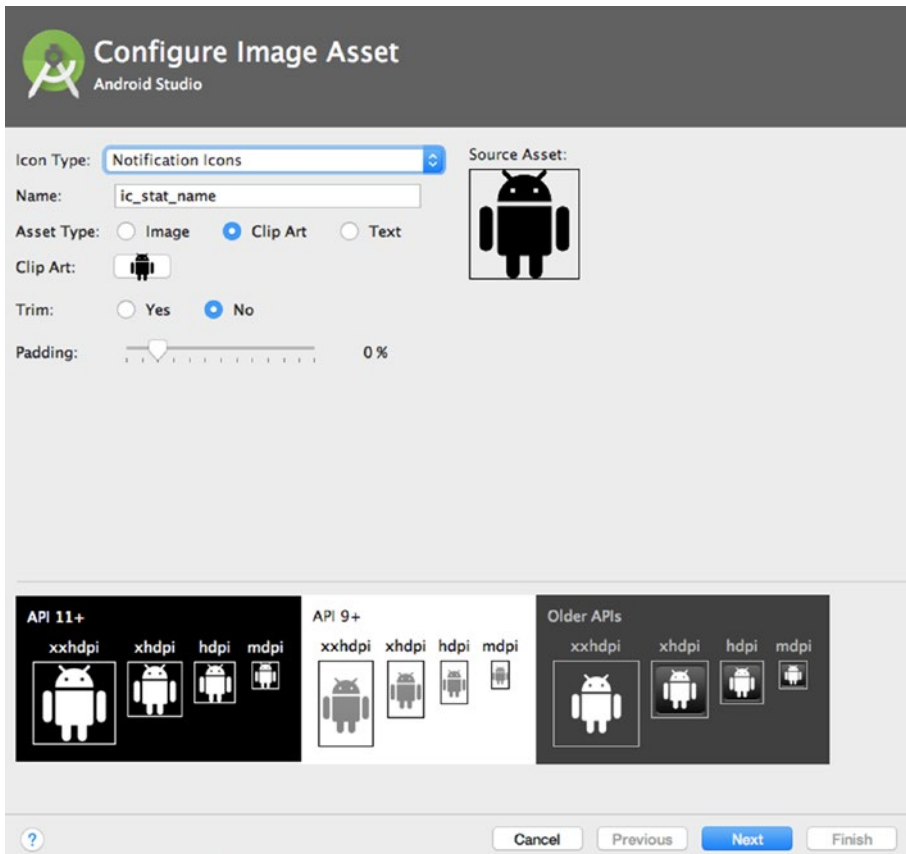 Configure Image Asset
Android Studio
Icon Type: Notification Icons
Source Asset:
Name: ic_stat_name
Asset Type: Image Clip Art Text
Clip Art:
Trim: Yes No
Padding: 0 %
API 11+
xxhdpi xhdpi hdpi mdpi
API 9+
xxhdpi xhdpi hdpi mdpi
Older APIs
xxhdpi xhdpi hdpi mdpi
? Cancel Previous Next Finish